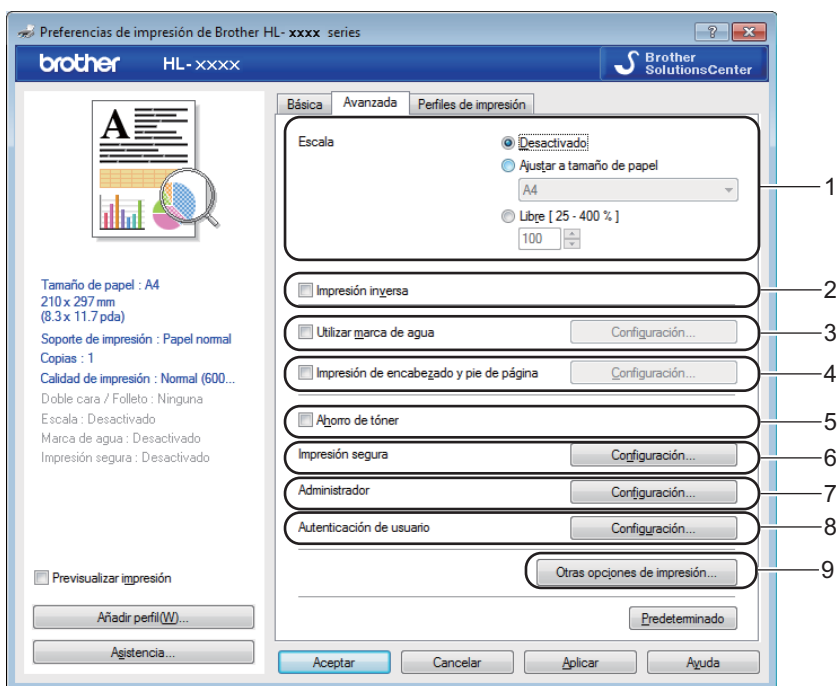 Preferencias de impresión de Brother HL- xxxx series
brother HL-xxxx
Brother
SolutionsCenter
Básica Avanzada Perfiles de impresión
A
Tamaño de papel : A4
210 x 297 mm
(8.3 x 11.7 pda)
Soporte de impresión : Papel normal
Copias : 1
Calidad de impresión : Normal (600...
Doble cara / Folleto : Ninguna
Escala : Desactivado
Marca de agua : Desactivado
Impresión segura : Desactivado
Previsualizar impresión
Añadir perfil(W)...
Asistencia...
Escala
Desactivado
Ajustar a tamaño de papel
A4
Libre [ 25 - 400 % ]
100
1
Impresión inversa
2
Utilizar marca de agua Configuración...
3
Impresión de encabezado y pie de página Configuración...
4
Ahorro de tóner
5
Impresión segura Configuración...
6
Administrador Configuración...
7
Autenticación de usuario Configuración...
8
Otras opciones de impresión...
9
Predeterminado
Aceptar Cancelar Aplicar Ayuda